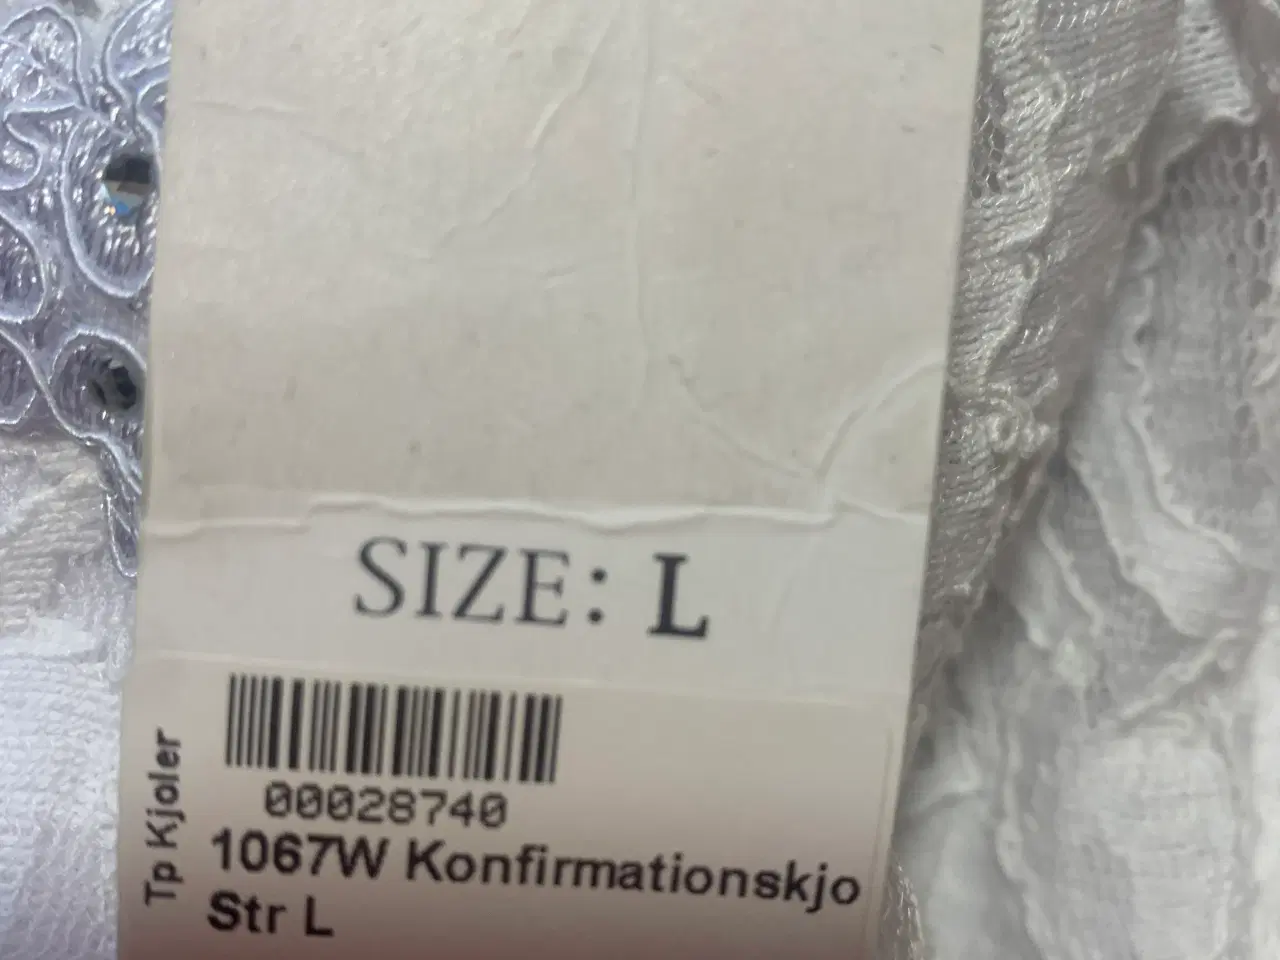 SIZE: L
Tp Kjoler
00028740
1067W Konfirmationskjo
Str L